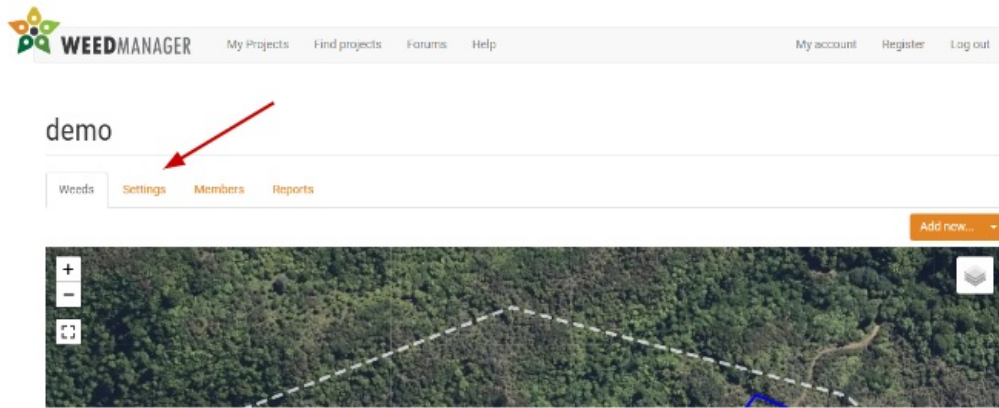 WEEDMANAGER My Projects Find projects Forums Help My account Register Log out
demo
Weeds Settings Members Reports
Add new...
+
−